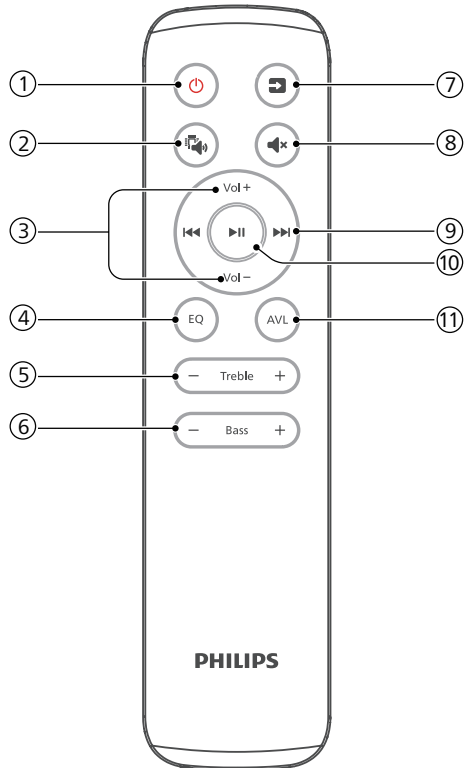 ① ⑦
② ⑧
Vol +
③ ⑨
⑩
Vol −
④ EQ AVL ⑪
⑤ − Treble +
⑥ − Bass +
PHILIPS